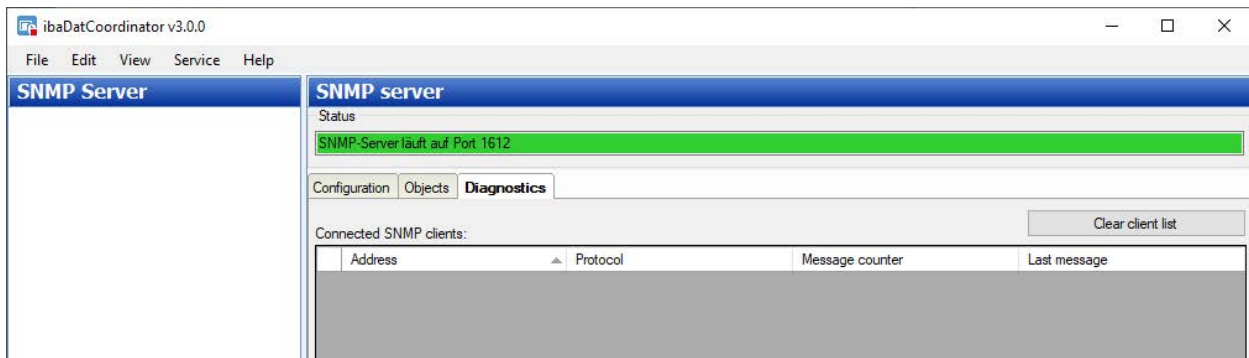 ibaDatCoordinator v3.0.0
File Edit View Service Help
SNMP Server
SNMP server
Status
SNMP-Server läuft auf Port 1612
Configuration Objects Diagnostics
Clear client list
Connected SNMP clients:
Address Protocol Message counter Last message